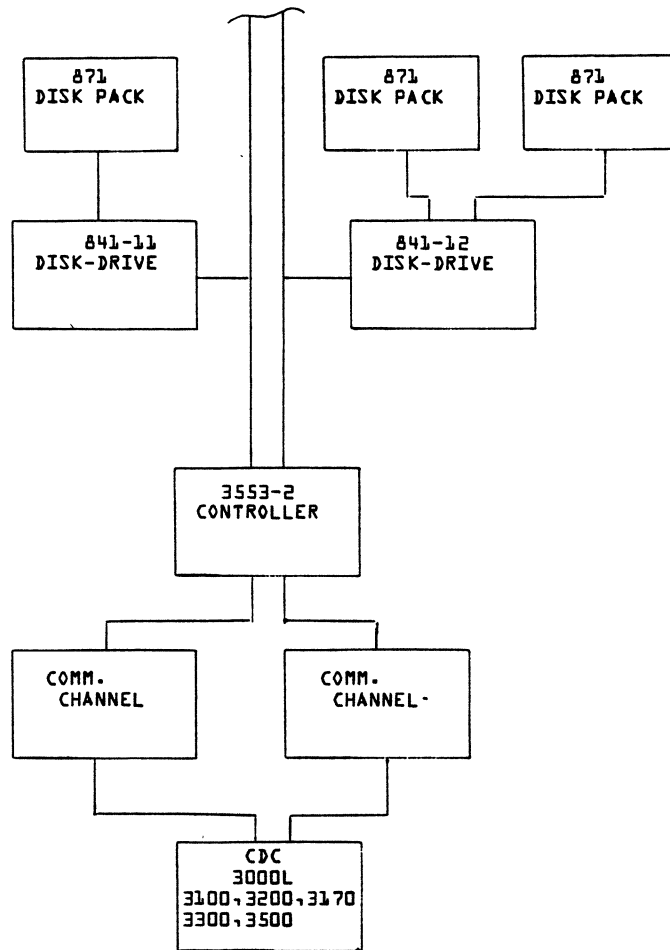 871
DISK PACK
871
DISK PACK
871
DISK PACK
841-11
DISK-DRIVE
841-12
DISK-DRIVE
3553-2
CONTROLLER
COMM.
CHANNEL
COMM.
CHANNEL
CDC
3000L
3100,3200,3170
3300,3500